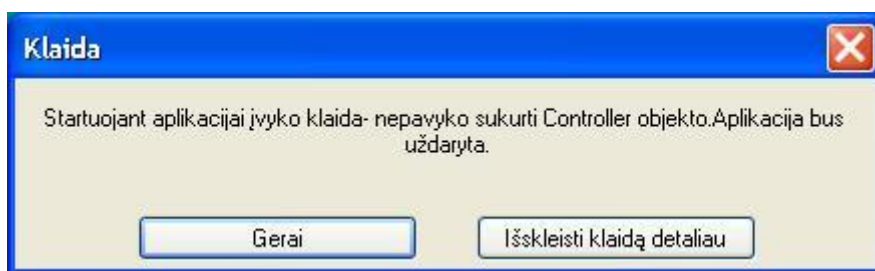 Klaida
Startuojant aplikacijai įvyko klaida- nepavyko sukurti Controller objekto.Aplikacija bus
uždaryta.
Gerai
Išskleisti klaidą detaliau